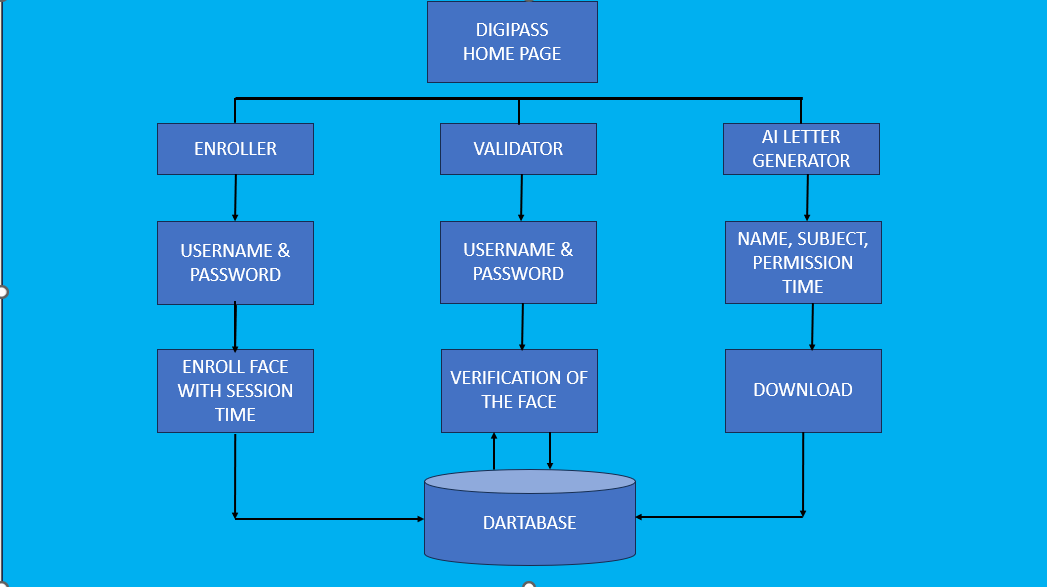 DIGIPASS
HOME PAGE
ENROLLER
VALIDATOR
AI LETTER
GENERATOR
USERNAME &
PASSWORD
USERNAME &
PASSWORD
NAME, SUBJECT,
PERMISSION
TIME
ENROLL FACE
WITH SESSION
TIME
VERIFICATION OF
THE FACE
DOWNLOAD
DARTABASE